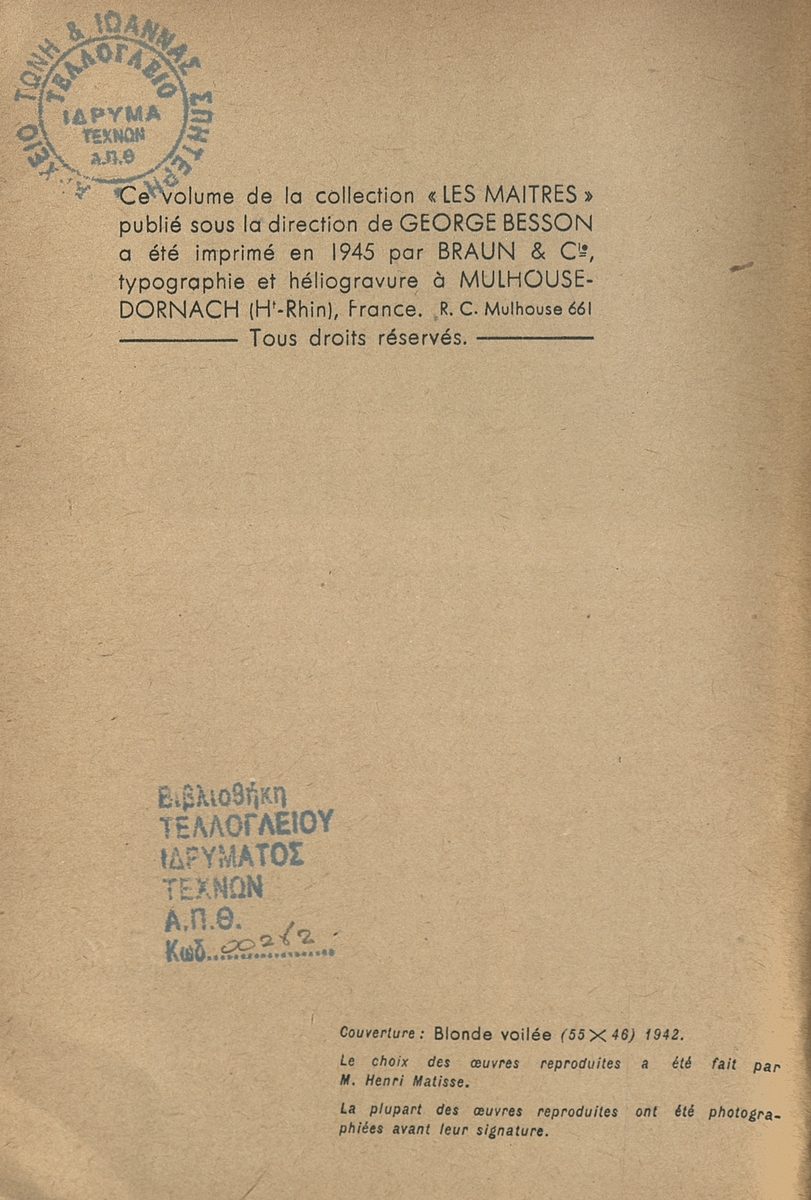 ΑΡΧΕΙΟ ΤΩΝΗ & ΙΩΑΝΝΑΣ ΣΠΗΤΕΡΗ
ΤΕΛΛΟΓΛΕΙΟ
ΙΔΡΥΜΑ
ΤΕΧΝΩΝ
Α.Π.Θ
Ce volume de la collection « LES MAITRES »
publié sous la direction de GEORGE BESSON
a été imprimé en 1945 par BRAUN & Cie,
typographie et héliogravure à MULHOUSE-
DORNACH (Ht-Rhin), France. R. C. Mulhouse 661
Tous droits réservés.
Βιβλιοθήκη
ΤΕΛΛΟΓΛΕΙΟΥ
ΙΔΡΥΜΑΤΟΣ
ΤΕΧΝΩΝ
Α.Π.Θ.
Κωδ.
Couverture : Blonde voilée (55 X 46) 1942.
Le choix des œuvres reproduites a été fait par
M. Henri Matisse.
La plupart des œuvres reproduites ont été photogra-
phiées avant leur signature.